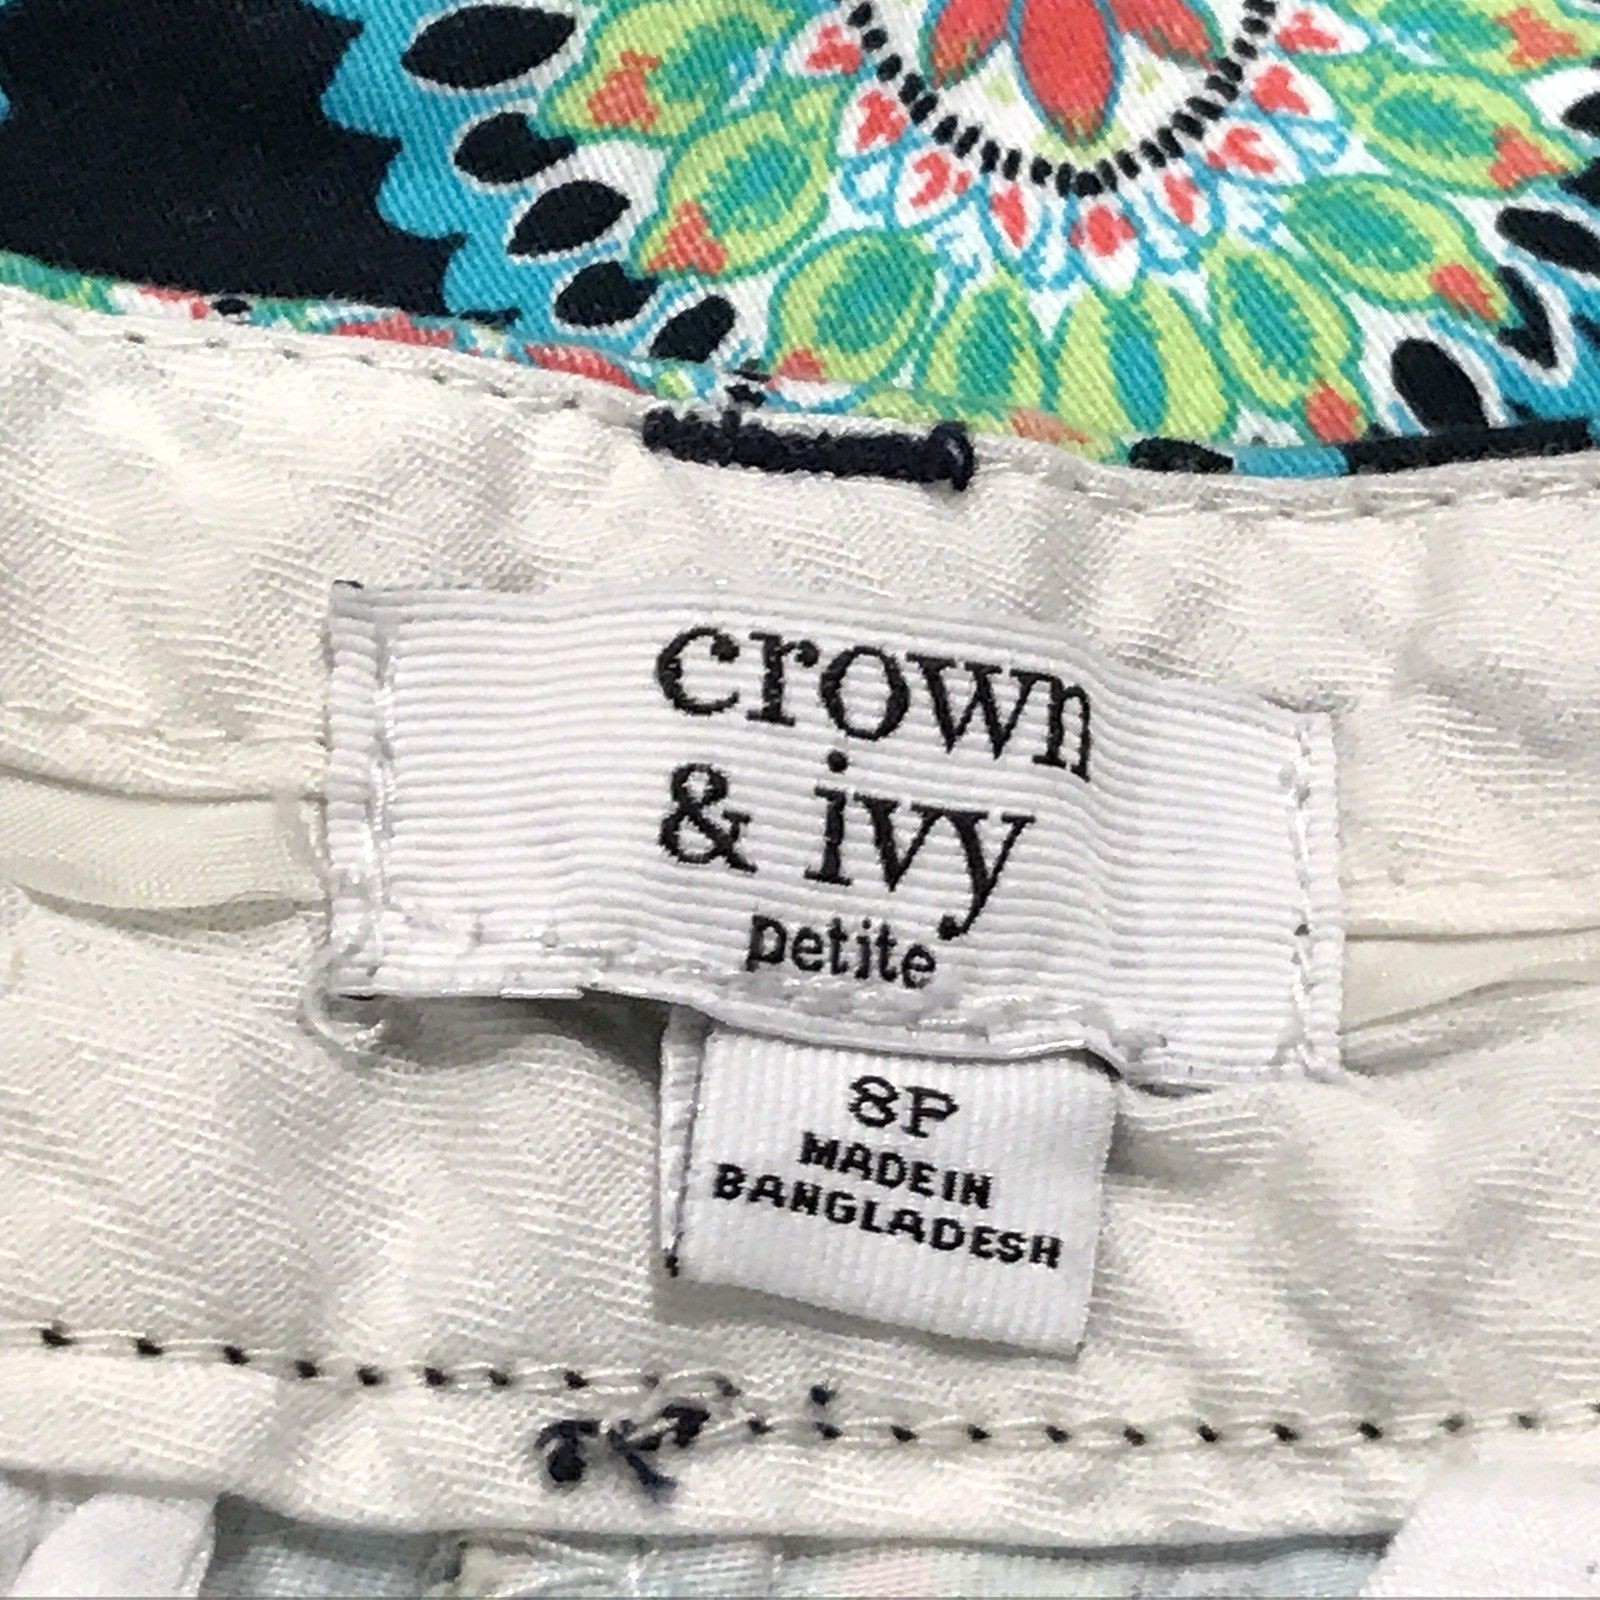 crown
& ivy
petite
8P
MADE IN
BANGLADESH